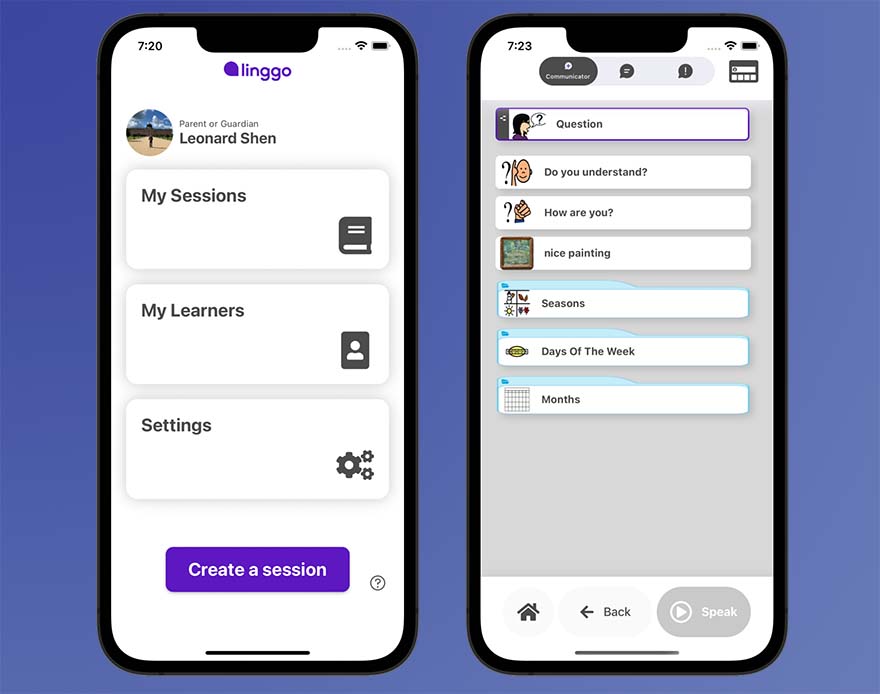 7:20
linggo
Parent or Guardian
Leonard Shen
My Sessions
My Learners
Settings
Create a session
?
7:23
Communicator
Question
Do you understand?
How are you?
nice painting
Seasons
Days Of The Week
Months
Back
Speak